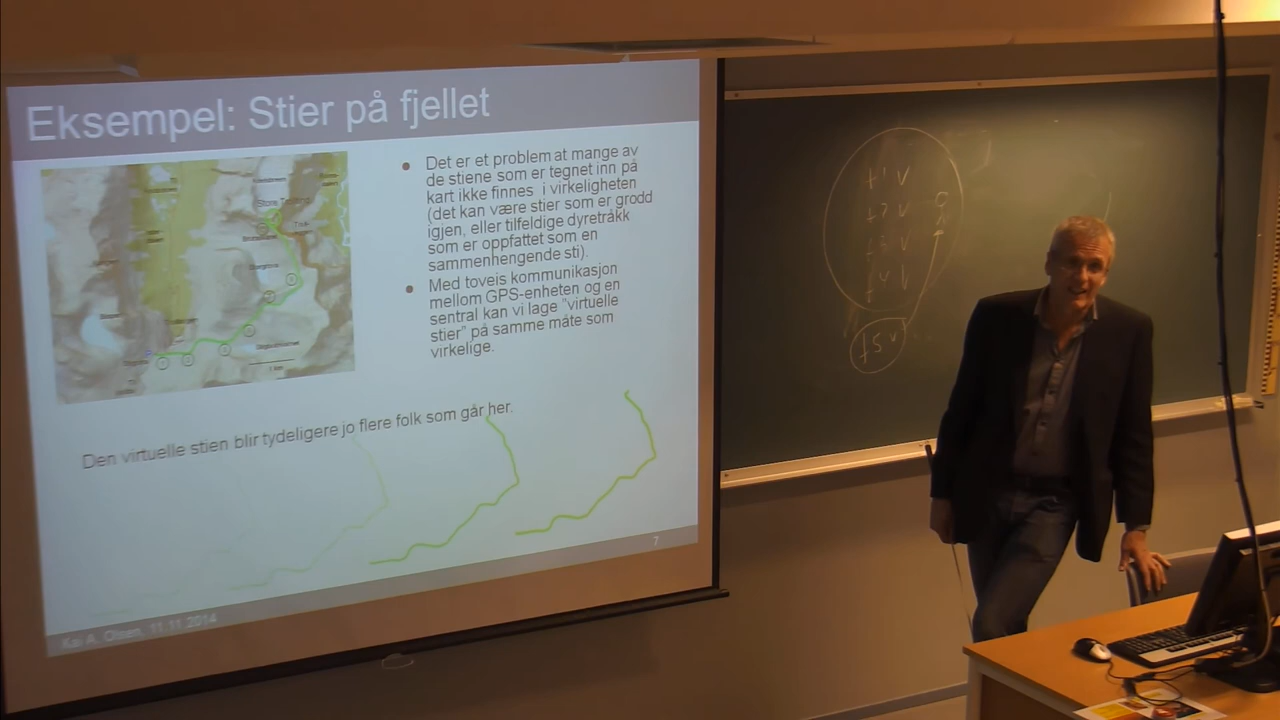 Eksempel: Stier på fjellet
Det er et problem at mange av
de stiene som er tegnet inn på
kart ikke finnes i virkeligheten
(det kan være stier som er grodd
igjen, eller tilfeldige dyretråkk
som er oppfattet som en
sammenhengende sti).
Med toveis kommunikasjon
mellom GPS-enheten og en
sentral kan vi lage "virtuelle
stier" på samme måte som
virkelige.
Den virtuelle stien blir tydeligere jo flere folk som går her.
7
Kai A. Olsen, 11.11.2014